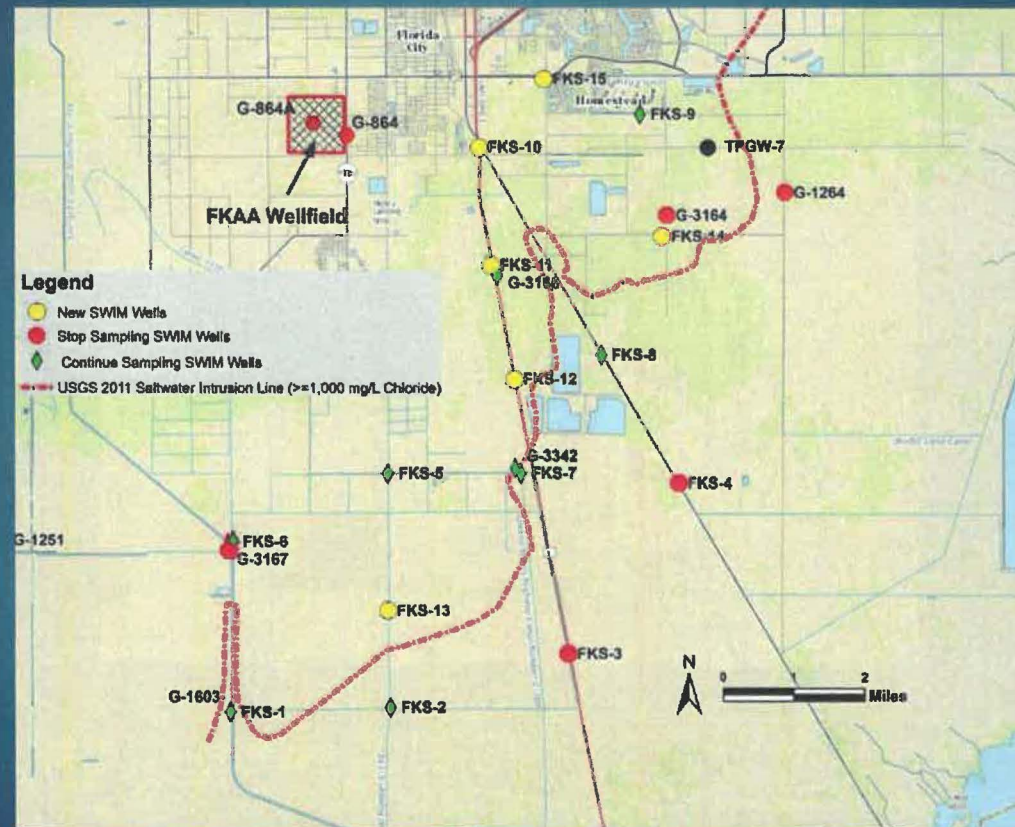 Florida
City
FKS-15
Homestead
G-864A
G-864
FKS-9
FKS-10
TPGW-7
G-1264
FKAA Wellfield
G-3164
FKS-14
FKS-11
G-3166
Legend
New SWIM Wells
Stop Sampling SWIM Wells
Continue Sampling SWIM Wells
USGS 2011 Saltwater Intrusion Line (>=1,000 mg/L Chloride)
FKS-8
FKS-12
G-3342
FKS-5
FKS-7
FKS-4
G-1251
FKS-6
G-3167
FKS-13
FKS-3
N
0 1 2
Miles
G-1603
FKS-1
FKS-2